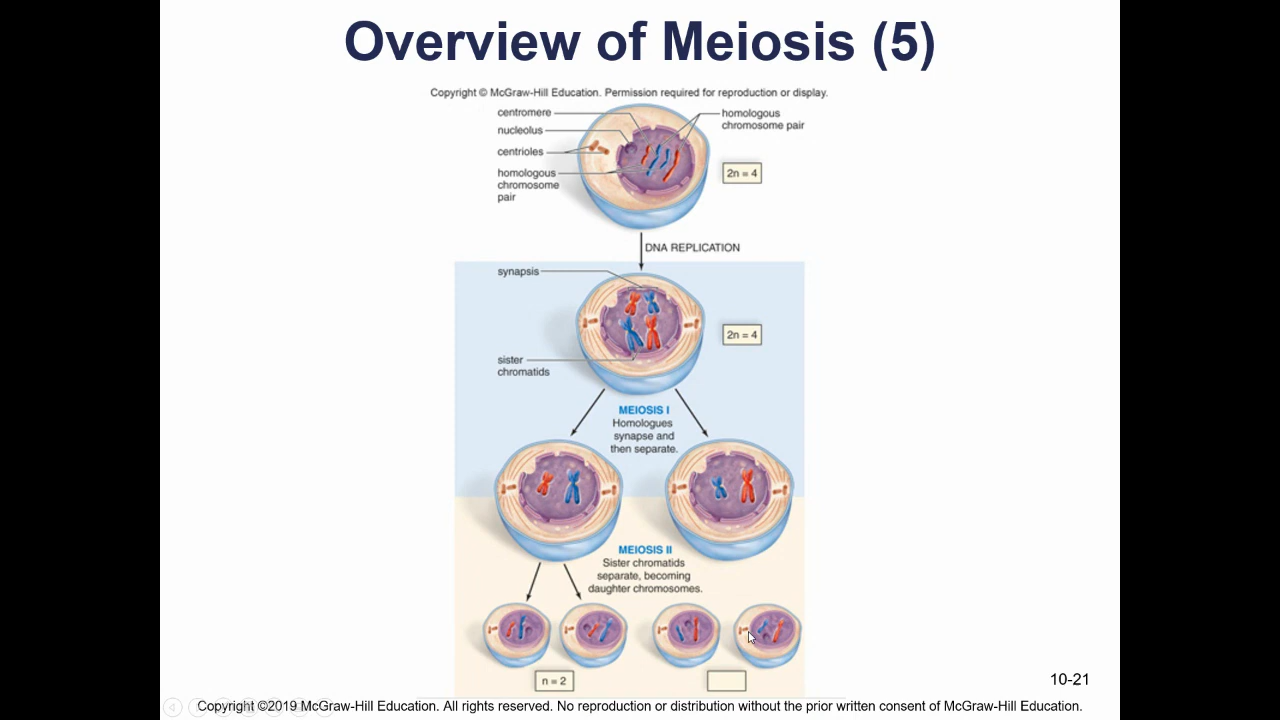 Overview of Meiosis (5)
Copyright © McGraw-Hill Education. Permission required for reproduction or display.
centromere
nucleolus
centrioles
homologous
chromosome
pair
homologous
chromosome pair
2n = 4
DNA REPLICATION
synapsis
2n = 4
sister
chromatids
MEIOSIS I
Homologues
synapse and
then separate.
MEIOSIS II
Sister chromatids
separate, becoming
daughter chromosomes.
n = 2
10-21
Copyright ©2019 McGraw-Hill Education. All rights reserved. No reproduction or distribution without the prior written consent of McGraw-Hill Education.